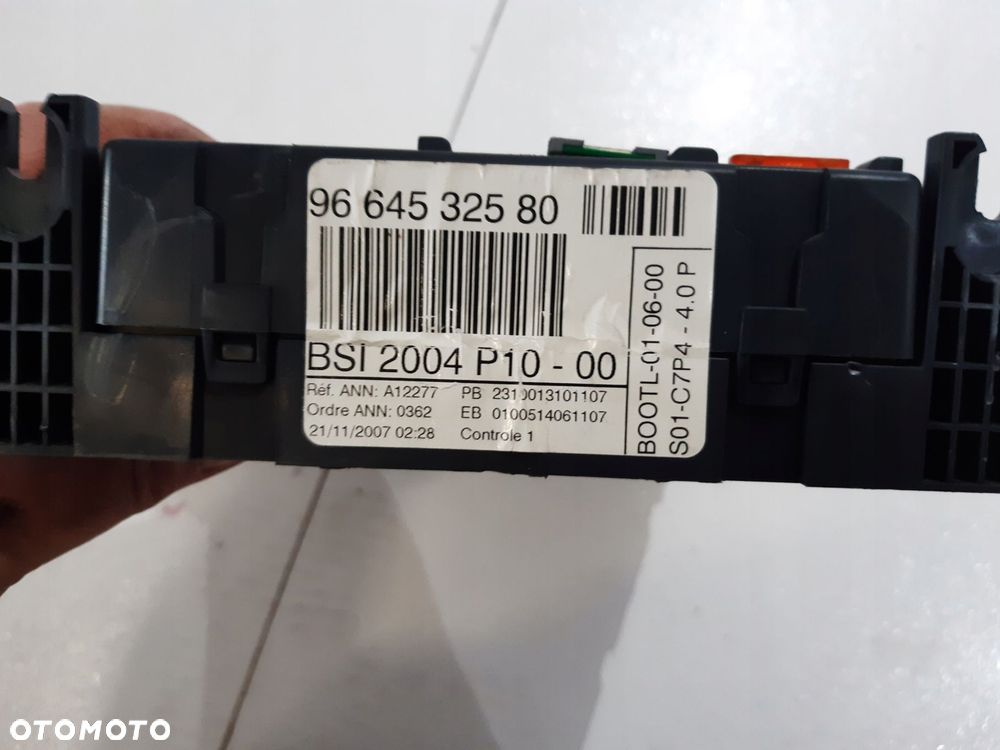 96 645 325 80
BSI 2004 P10 - 00
Réf. ANN: A12277 PB 2310013101107
Ordre ANN: 0362 EB 0100514061107
21/11/2007 02:28 Controle 1
BOOTL-01-06-00
S01-C7P4 - 4.0 P
OTOMOTO